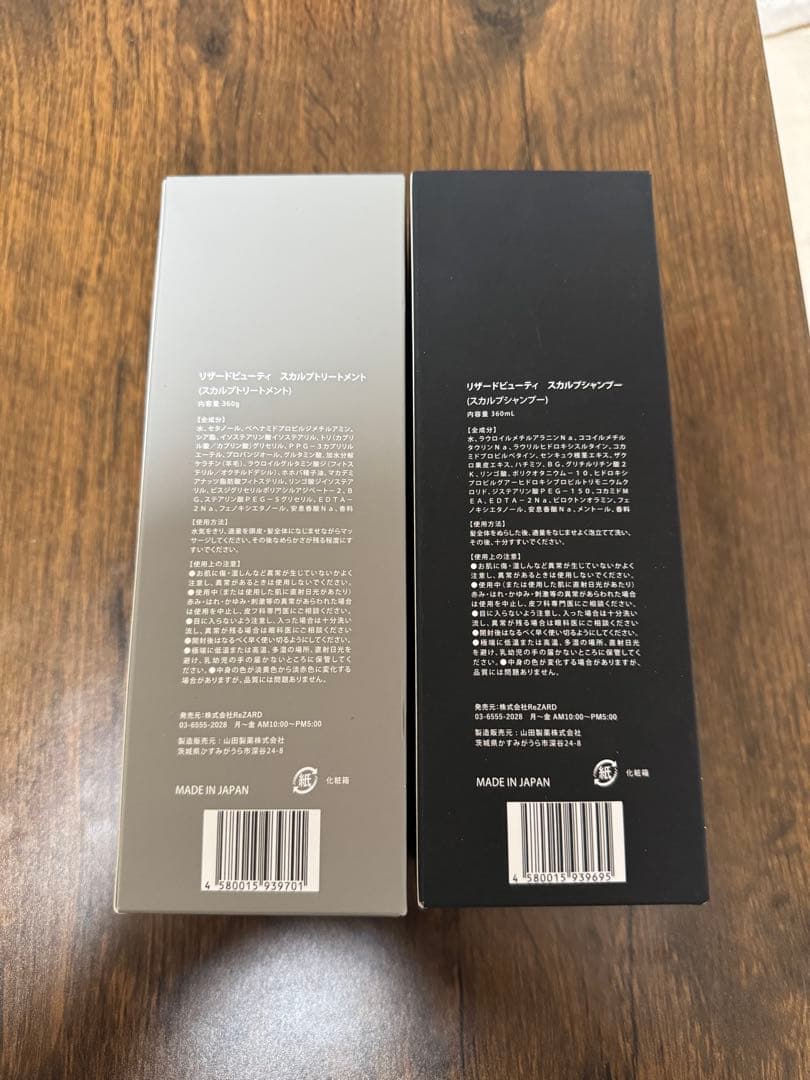 リザードビューティ　スカルプトリートメント
(スカルプトリートメント)
内容量 360g
【全成分】
水、セタノール、ベヘナミドプロピルジメチルアミン、
シア脂、イソステアリン酸イソステアリル、トリ(カプリ
ル酸／カプリン酸)グリセリル、ＰＰＧ－３カプリリル
エーテル、プロパンジオール、グルタミン酸、加水分解
ケラチン(羊毛)、ラウロイルグルタミン酸ジ(フィトス
テリル／オクチルドデシル)、ホホバ種子油、マカデミ
アナッツ脂肪酸フィトステリル、リンゴ酸ジイソステア
リル、ビスジグリセリルポリアシルアジペート－２、Ｂ
Ｇ、ステアリン酸ＰＥＧ－５グリセリル、ＥＤＴＡ－
２Ｎａ、フェノキシエタノール、安息香酸Ｎａ、香料
【使用方法】
水気をきり、適量を頭皮・髪全体になじませながらマッ
サージしてください。その後なめらかさが残る程度にす
すいでください。
【使用上の注意】
●お肌に傷・湿しんなど異常が生じていないかよく
注意し、異常があるときは使用しないでください。
●使用中(または使用した肌に直射日光があたり)
赤み・はれ・かゆみ・刺激等の異常があらわれた場合
は使用を中止し、皮フ科専門医にご相談ください
●目に入らないよう注意し、入った場合は十分洗い
流し、異常が残る場合は眼科医にご相談ください
●開封後はなるべく早く使い切るようにしてください。
●極端に低温または高温、多湿の場所、直射日光を
避け、乳幼児の手の届かないところに保管してくだ
さい。●中身の色が淡黄色から淡赤色に変化する
場合がありますが、品質には問題ありません。
発売元：株式会社ReZARD
03-6555-2028　月～金 AM10:00～PM5:00
製造販売元：山田製薬株式会社
茨城県かすみがうら市深谷24-8
MADE IN JAPAN
紙
化粧箱
4 580015 939701
リザードビューティ　スカルプシャンプー
(スカルプシャンプー)
内容量 360mL
【全成分】
水、ラウロイルメチルアラニンＮａ、ココイルメチル
タウリンＮａ、ラウリルヒドロキシスルタイン、コカ
ミドプロピルベタイン、センキュウ根茎エキス、ザク
ロ果皮エキス、ハチミツ、ＢＧ、グリチルリチン酸２
Ｋ、リンゴ酸、ポリクオタニウム－１０、ヒドロキシ
プロピルグアーヒドロキシプロピルトリモニウムク
ロリド、ジステアリン酸ＰＥＧ－１５０、コカミドＭ
ＥＡ、ＥＤＴＡ－２Ｎａ、ピロクトンオラミン、フェ
ノキシエタノール、安息香酸Ｎａ、メントール、香料
【使用方法】
髪全体をぬらした後、適量をなじませよく泡立てて洗い、
その後、十分すすいでください。
【使用上の注意】
●お肌に傷・湿しんなど異常が生じていないかよく
注意し、異常があるときは使用しないでください。
●使用中(または使用した肌に直射日光があたり)
赤み・はれ・かゆみ・刺激等の異常があらわれた場合
は使用を中止し、皮フ科専門医にご相談ください
●目に入らないよう注意し、入った場合は十分洗い
流し、異常が残る場合は眼科医にご相談ください
●開封後はなるべく早く使い切るようにしてください。
●極端に低温または高温、多湿の場所、直射日光を
避け、乳幼児の手の届かないところに保管してくだ
さい。●中身の色が変化する場合がありますが、
品質には問題ありません。
発売元：株式会社ReZARD
03-6555-2028　月～金 AM10:00～PM5:00
製造販売元：山田製薬株式会社
茨城県かすみがうら市深谷24-8
MADE IN JAPAN
紙
化粧箱
4 580015 939695